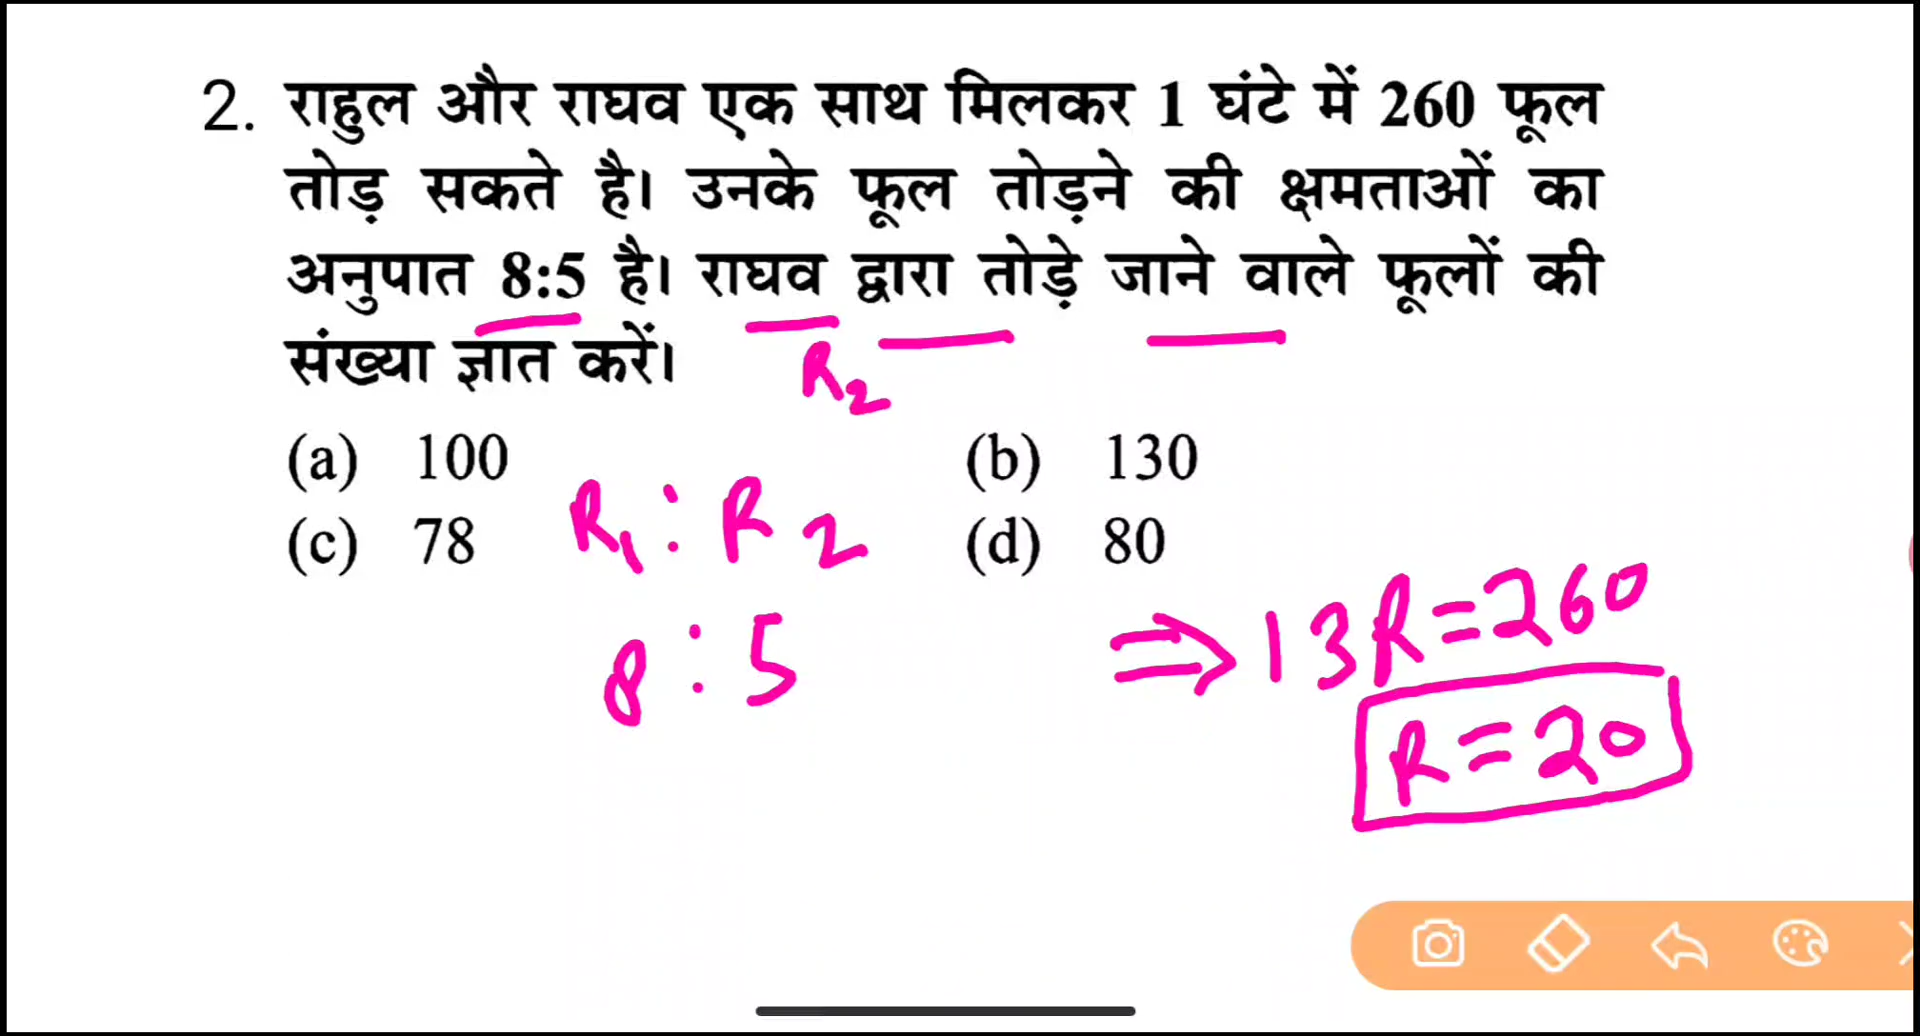 2. राहुल और राघव एक साथ मिलकर 1 घंटे में 260 फूल
तोड़ सकते है। उनके फूल तोड़ने की क्षमताओं का
अनुपात 8:5 है। राघव द्वारा तोड़े जाने वाले फूलों की
संख्या ज्ञात करें।
R2
(a) 100 (b) 130
(c) 78 (d) 80
R1 : R2
8 : 5
⇒ 13R = 260
R = 20